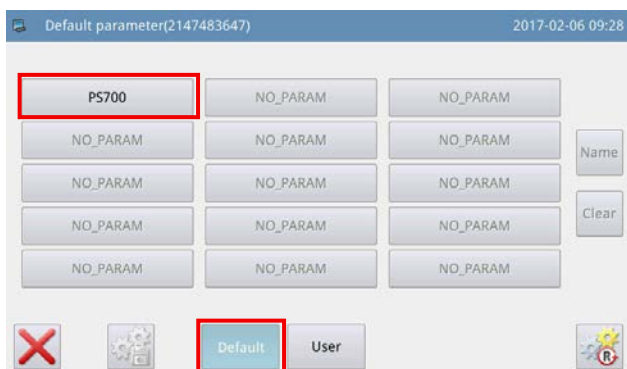 Default parameter(2147483647) 2017-02-06 09:28
PS700 NO_PARAM NO_PARAM
NO_PARAM NO_PARAM NO_PARAM
Name
NO_PARAM NO_PARAM NO_PARAM
Clear
NO_PARAM NO_PARAM NO_PARAM
NO_PARAM NO_PARAM NO_PARAM
Default User
R